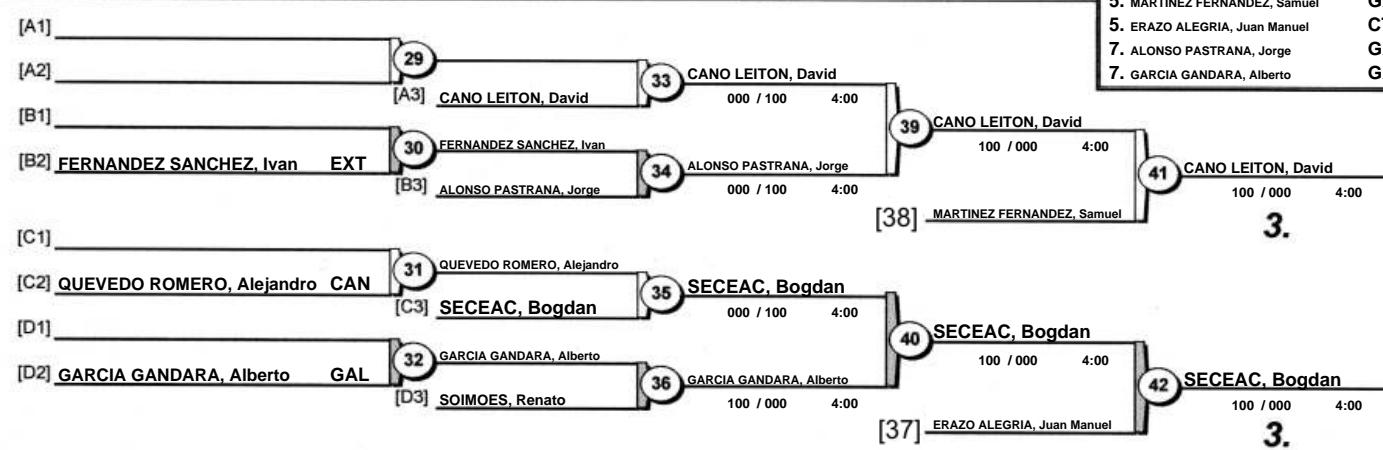 5. MARTINEZ FERNANDEZ, Samuel
5. ERAZO ALEGRIA, Juan Manuel
7. ALONSO PASTRANA, Jorge
7. GARCIA GANDARA, Alberto
[A1]
29
[A2]
[A3] CANO LEITON, David
33 CANO LEITON, David
000 / 100 4:00
[B1]
39 CANO LEITON, David
100 / 000 4:00
30 FERNANDEZ SANCHEZ, Ivan
[B2] FERNANDEZ SANCHEZ, Ivan EXT
34 ALONSO PASTRANA, Jorge
000 / 100 4:00
[B3] ALONSO PASTRANA, Jorge
41 CANO LEITON, David
100 / 000 4:00
3.
[38] MARTINEZ FERNANDEZ, Samuel
[C1]
31 QUEVEDO ROMERO, Alejandro
[C2] QUEVEDO ROMERO, Alejandro CAN
35 SECEAC, Bogdan
000 / 100 4:00
[C3] SECEAC, Bogdan
[D1]
40 SECEAC, Bogdan
100 / 000 4:00
32 GARCIA GANDARA, Alberto
[D2] GARCIA GANDARA, Alberto GAL
36 GARCIA GANDARA, Alberto
100 / 000 4:00
[D3] SOIMOES, Renato
42 SECEAC, Bogdan
100 / 000 4:00
3.
[37] ERAZO ALEGRIA, Juan Manuel